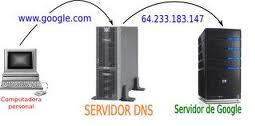 www.google.com
64.233.183.147
Computadora
personal
SERVIDOR DNS
Servidor de Google